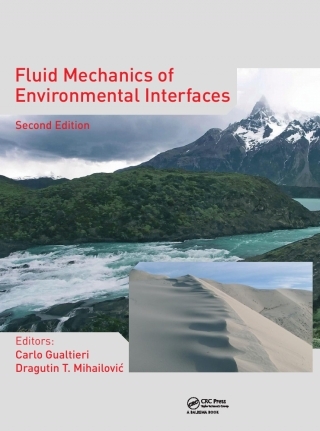 Fluid Mechanics of
Environmental Interfaces
Second Edition
Editors:
Carlo Gualtieri
Dragutin T. Mihailović
CRC Press
Taylor & Francis Group
A BALKEMA BOOK